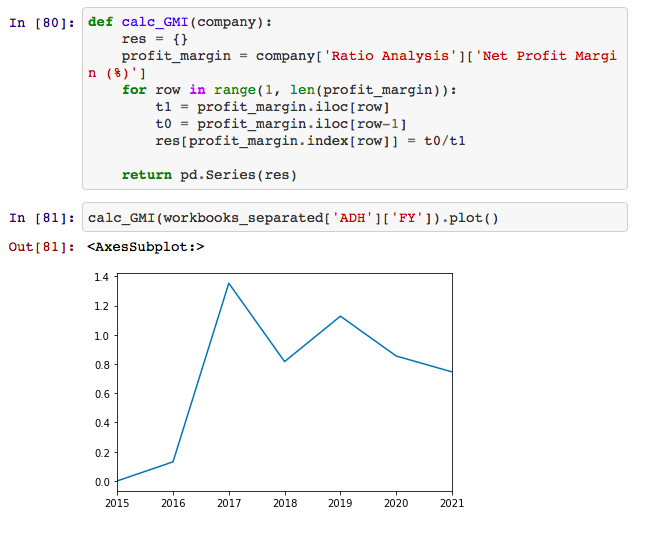 In [80]: def calc_GMI(company):
    res = {}
    profit_margin = company['Ratio Analysis']['Net Profit Margi
n (%)']
    for row in range(1, len(profit_margin)):
        t1 = profit_margin.iloc[row]
        t0 = profit_margin.iloc[row-1]
        res[profit_margin.index[row]] = t0/t1
    return pd.Series(res)
In [81]: calc_GMI(workbooks_separated['ADH']['FY']).plot()
Out[81]: <AxesSubplot:>
1.4
1.2
1.0
0.8
0.6
0.4
0.2
0.0
2015 2016 2017 2018 2019 2020 2021